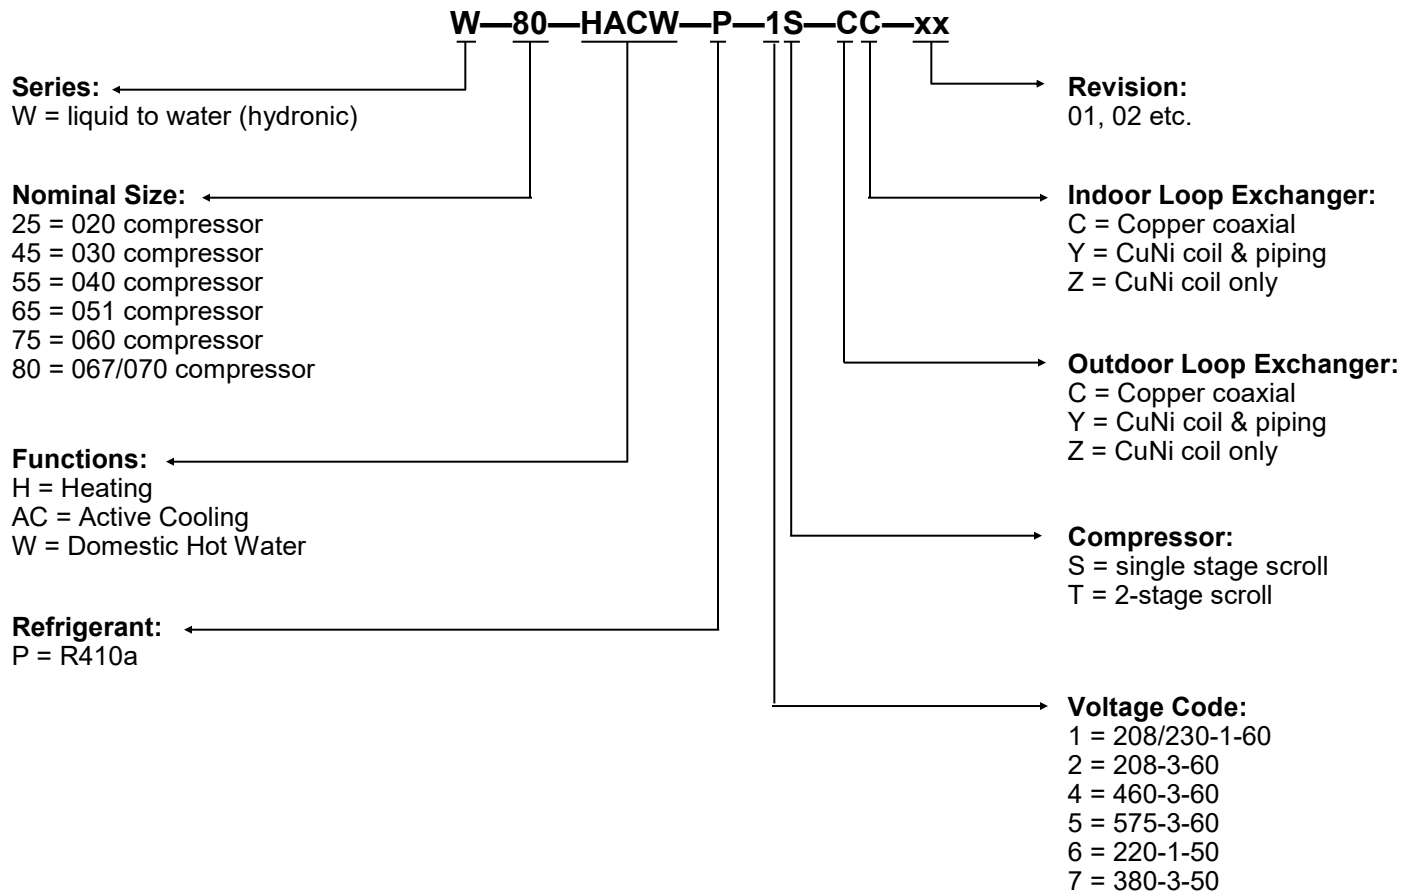 W—80—HACW—P—1S—CC—xx
Series:
W = liquid to water (hydronic)
Nominal Size:
25 = 020 compressor
45 = 030 compressor
55 = 040 compressor
65 = 051 compressor
75 = 060 compressor
80 = 067/070 compressor
Functions:
H = Heating
AC = Active Cooling
W = Domestic Hot Water
Refrigerant:
P = R410a
Revision:
01, 02 etc.
Indoor Loop Exchanger:
C = Copper coaxial
Y = CuNi coil & piping
Z = CuNi coil only
Outdoor Loop Exchanger:
C = Copper coaxial
Y = CuNi coil & piping
Z = CuNi coil only
Compressor:
S = single stage scroll
T = 2-stage scroll
Voltage Code:
1 = 208/230-1-60
2 = 208-3-60
4 = 460-3-60
5 = 575-3-60
6 = 220-1-50
7 = 380-3-50